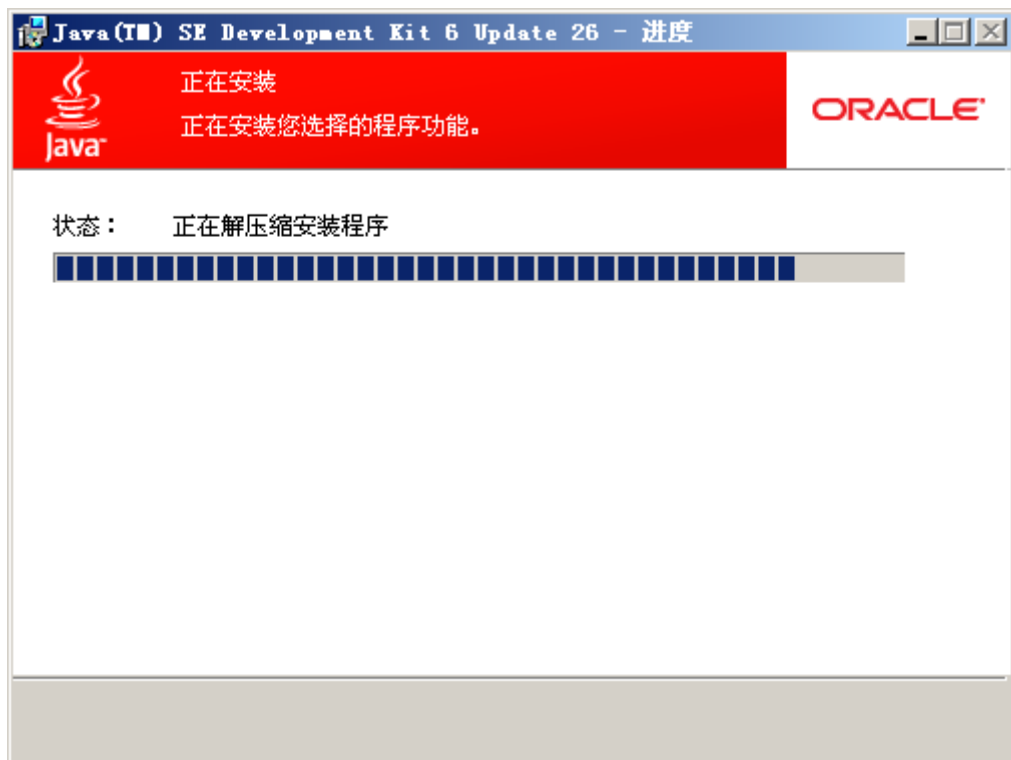 Java(TM) SE Development Kit 6 Update 26 - 进度
正在安装
正在安装您选择的程序功能。
Java™
ORACLE®
状态： 正在解压缩安装程序